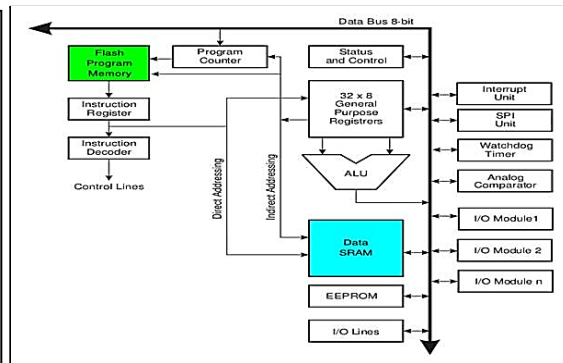 Data Bus 8-bit
Flash
Program
Memory
Program
Counter
Status
and Control
Instruction
Register
32 x 8
General
Purpose
Registrers
Interrupt
Unit
SPI
Unit
Instruction
Decoder
Watchdog
Timer
Control Lines
Direct Addressing
Indirect Addressing
ALU
Analog
Comparator
I/O Module1
Data
SRAM
I/O Module 2
I/O Module n
EEPROM
I/O Lines